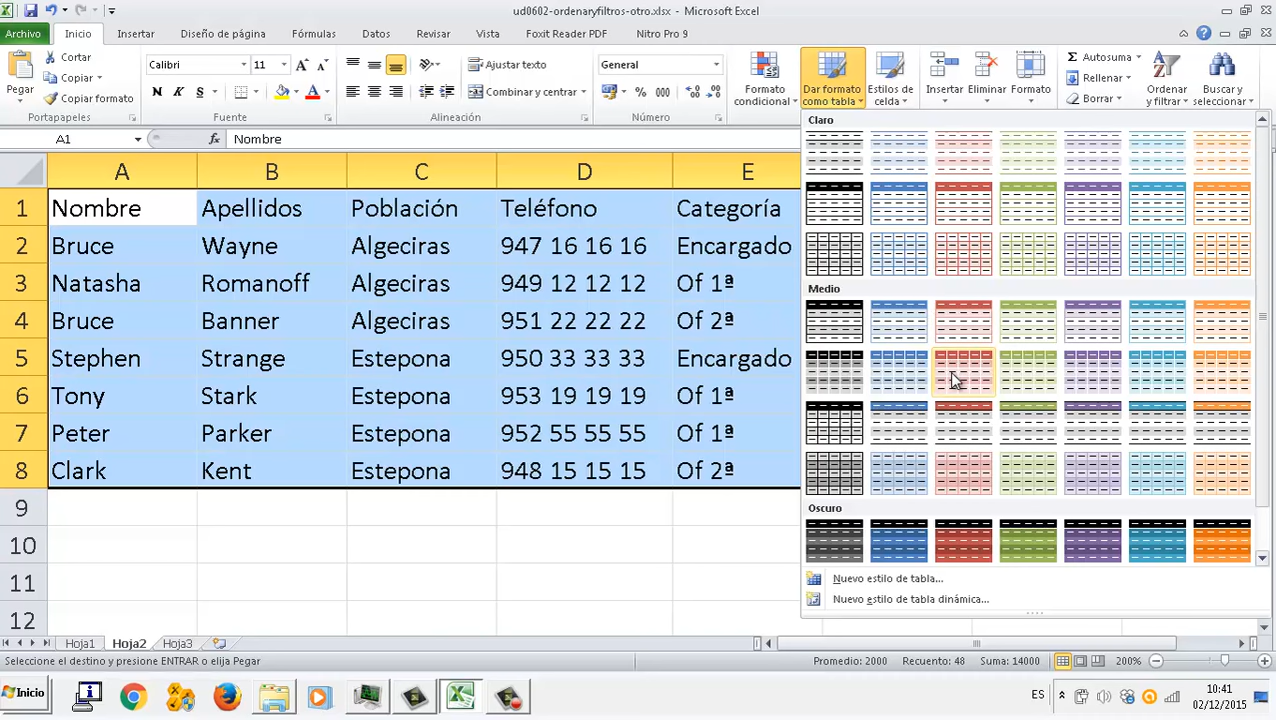 ud0602-ordenaryfiltros-otro.xlsx - Microsoft Excel
Archivo Inicio Insertar Diseño de página Fórmulas Datos Revisar Vista Foxit Reader PDF Nitro Pro 9
Pegar
Cortar
Copiar
Copiar formato
Portapapeles
Calibri 11
N K S
Fuente
Ajustar texto
Combinar y centrar
Alineación
General
% 000
Número
Formato condicional
Dar formato como tabla
Estilos de celda
Insertar Eliminar Formato
Autosuma
Rellenar
Borrar
Ordenar y filtrar
Buscar y seleccionar
A1 fx Nombre
A B C D E
1 Nombre Apellidos Población Teléfono Categoría
2 Bruce Wayne Algeciras 947 16 16 16 Encargado
3 Natasha Romanoff Algeciras 949 12 12 12 Of 1ª
4 Bruce Banner Algeciras 951 22 22 22 Of 2ª
5 Stephen Strange Estepona 950 33 33 33 Encargado
6 Tony Stark Estepona 953 19 19 19 Of 1ª
7 Peter Parker Estepona 952 55 55 55 Of 1ª
8 Clark Kent Estepona 948 15 15 15 Of 2ª
9
10
11
12
Claro
Medio
Oscuro
Nuevo estilo de tabla...
Nuevo estilo de tabla dinámica...
Hoja1 Hoja2 Hoja3
Seleccione el destino y presione ENTRAR o elija Pegar Promedio: 2000 Recuento: 48 Suma: 14000 200%
Inicio ES 10:41
02/12/2015